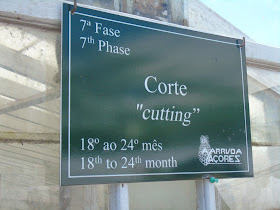 7ª Fase
7th Phase
Corte
"cutting”
18º ao 24º mês
18th to 24th month
ARRUDA
AÇORES